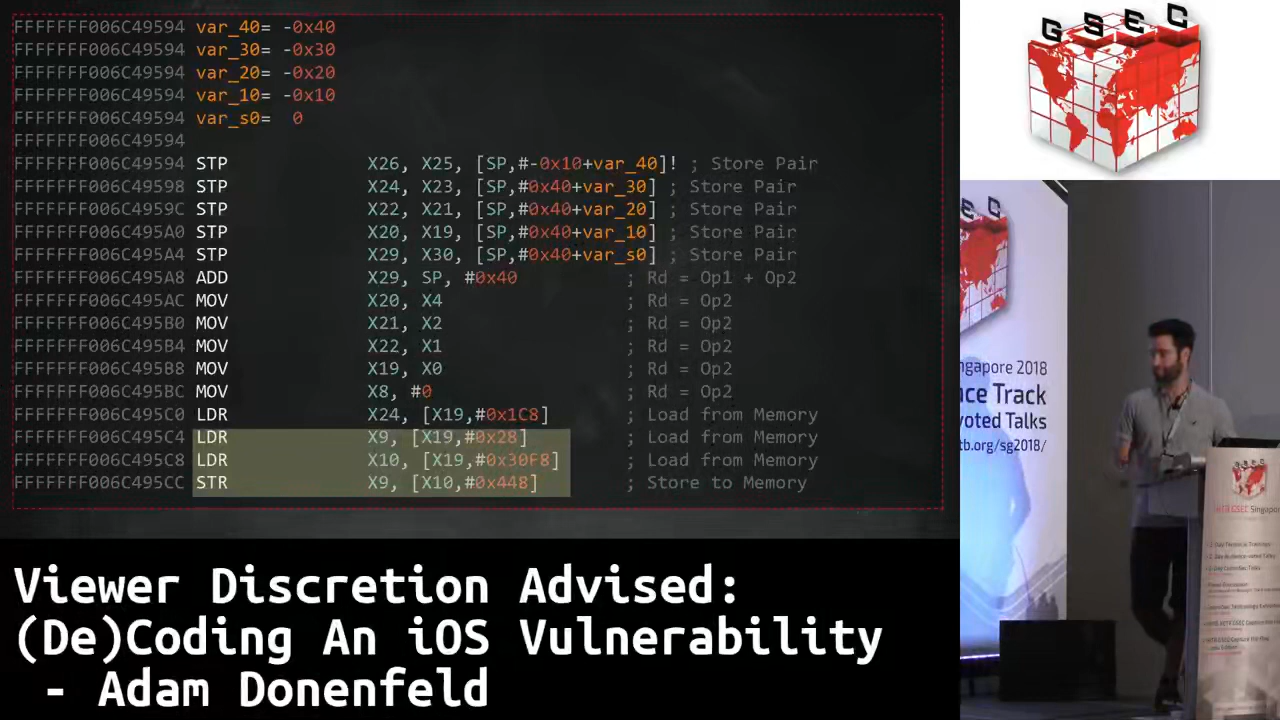 FFFFFFF006C49594 var_40= -0x40
FFFFFFF006C49594 var_30= -0x30
FFFFFFF006C49594 var_20= -0x20
FFFFFFF006C49594 var_10= -0x10
FFFFFFF006C49594 var_s0= 0
FFFFFFF006C49594
FFFFFFF006C49594 STP X26, X25, [SP,#-0x10+var_40]! ; Store Pair
FFFFFFF006C49598 STP X24, X23, [SP,#0x40+var_30] ; Store Pair
FFFFFFF006C4959C STP X22, X21, [SP,#0x40+var_20] ; Store Pair
FFFFFFF006C495A0 STP X20, X19, [SP,#0x40+var_10] ; Store Pair
FFFFFFF006C495A4 STP X29, X30, [SP,#0x40+var_s0] ; Store Pair
FFFFFFF006C495A8 ADD X29, SP, #0x40 ; Rd = Op1 + Op2
FFFFFFF006C495AC MOV X20, X4 ; Rd = Op2
FFFFFFF006C495B0 MOV X21, X2 ; Rd = Op2
FFFFFFF006C495B4 MOV X22, X1 ; Rd = Op2
FFFFFFF006C495B8 MOV X19, X0 ; Rd = Op2
FFFFFFF006C495BC MOV X8, #0 ; Rd = Op2
FFFFFFF006C495C0 LDR X24, [X19,#0x1C8] ; Load from Memory
FFFFFFF006C495C4 LDR X9, [X19,#0x28] ; Load from Memory
FFFFFFF006C495C8 LDR X10, [X19,#0x30F8] ; Load from Memory
FFFFFFF006C495CC STR X9, [X10,#0x448] ; Store to Memory
Viewer Discretion Advised:
(De)Coding An iOS Vulnerability
- Adam Donenfeld
GSEC
ngapore 2018
nce Track
voted Talks
tb.org/sg2018/